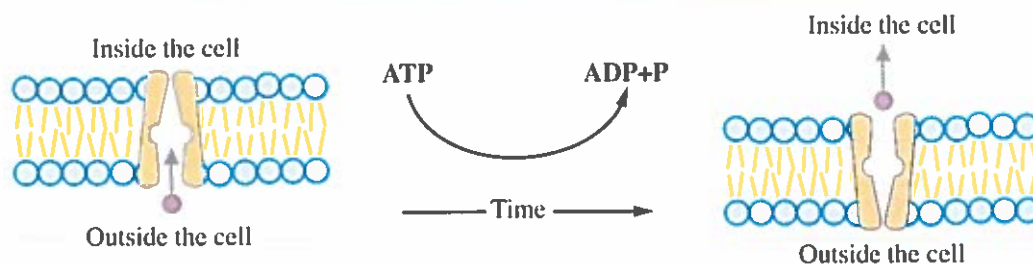 Inside the cell
Inside the cell
ATP
ADP+P
Time
Outside the cell
Outside the cell